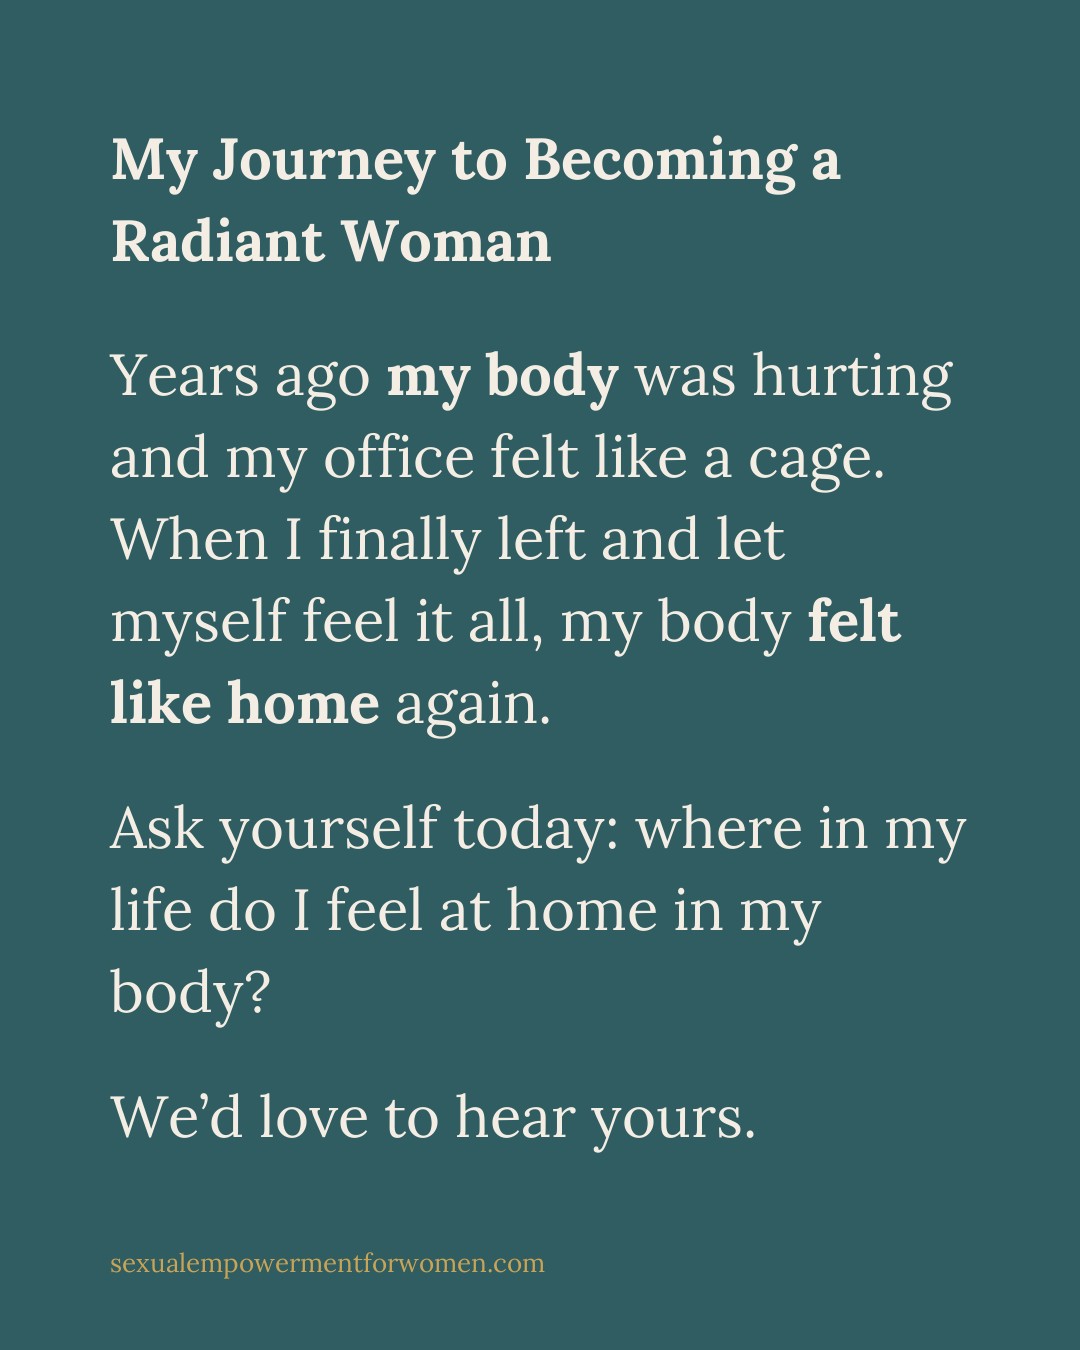 My Journey to Becoming a
Radiant Woman
Years ago my body was hurting
and my office felt like a cage.
When I finally left and let
myself feel it all, my body felt
like home again.
Ask yourself today: where in my
life do I feel at home in my
body?
We’d love to hear yours.
sexualempowermentforwomen.com